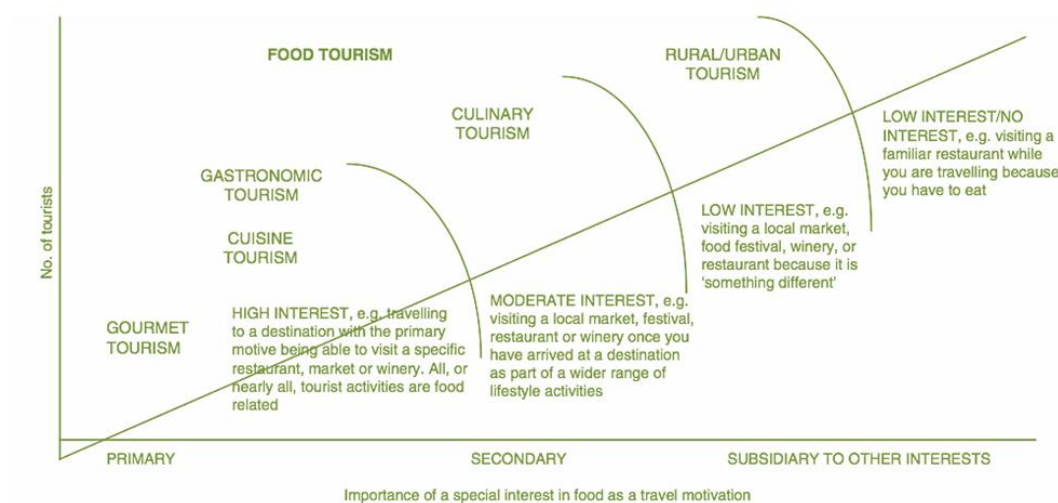 FOOD TOURISM
RURAL/URBAN
TOURISM
CULINARY
TOURISM
LOW INTEREST/NO
INTEREST, e.g. visiting a
familiar restaurant while
you are travelling because
you have to eat
GASTRONOMIC
TOURISM
LOW INTEREST, e.g.
visiting a local market,
food festival, winery, or
restaurant because it is
‘something different’
CUISINE
TOURISM
No. of tourists
MODERATE INTEREST, e.g.
visiting a local market, festival,
restaurant or winery once you
have arrived at a destination
as part of a wider range of
lifestyle activities
HIGH INTEREST, e.g. travelling
to a destination with the primary
motive being able to visit a specific
restaurant, market or winery. All, or
nearly all, tourist activities are food
related
GOURMET
TOURISM
PRIMARY
SECONDARY
SUBSIDIARY TO OTHER INTERESTS
Importance of a special interest in food as a travel motivation